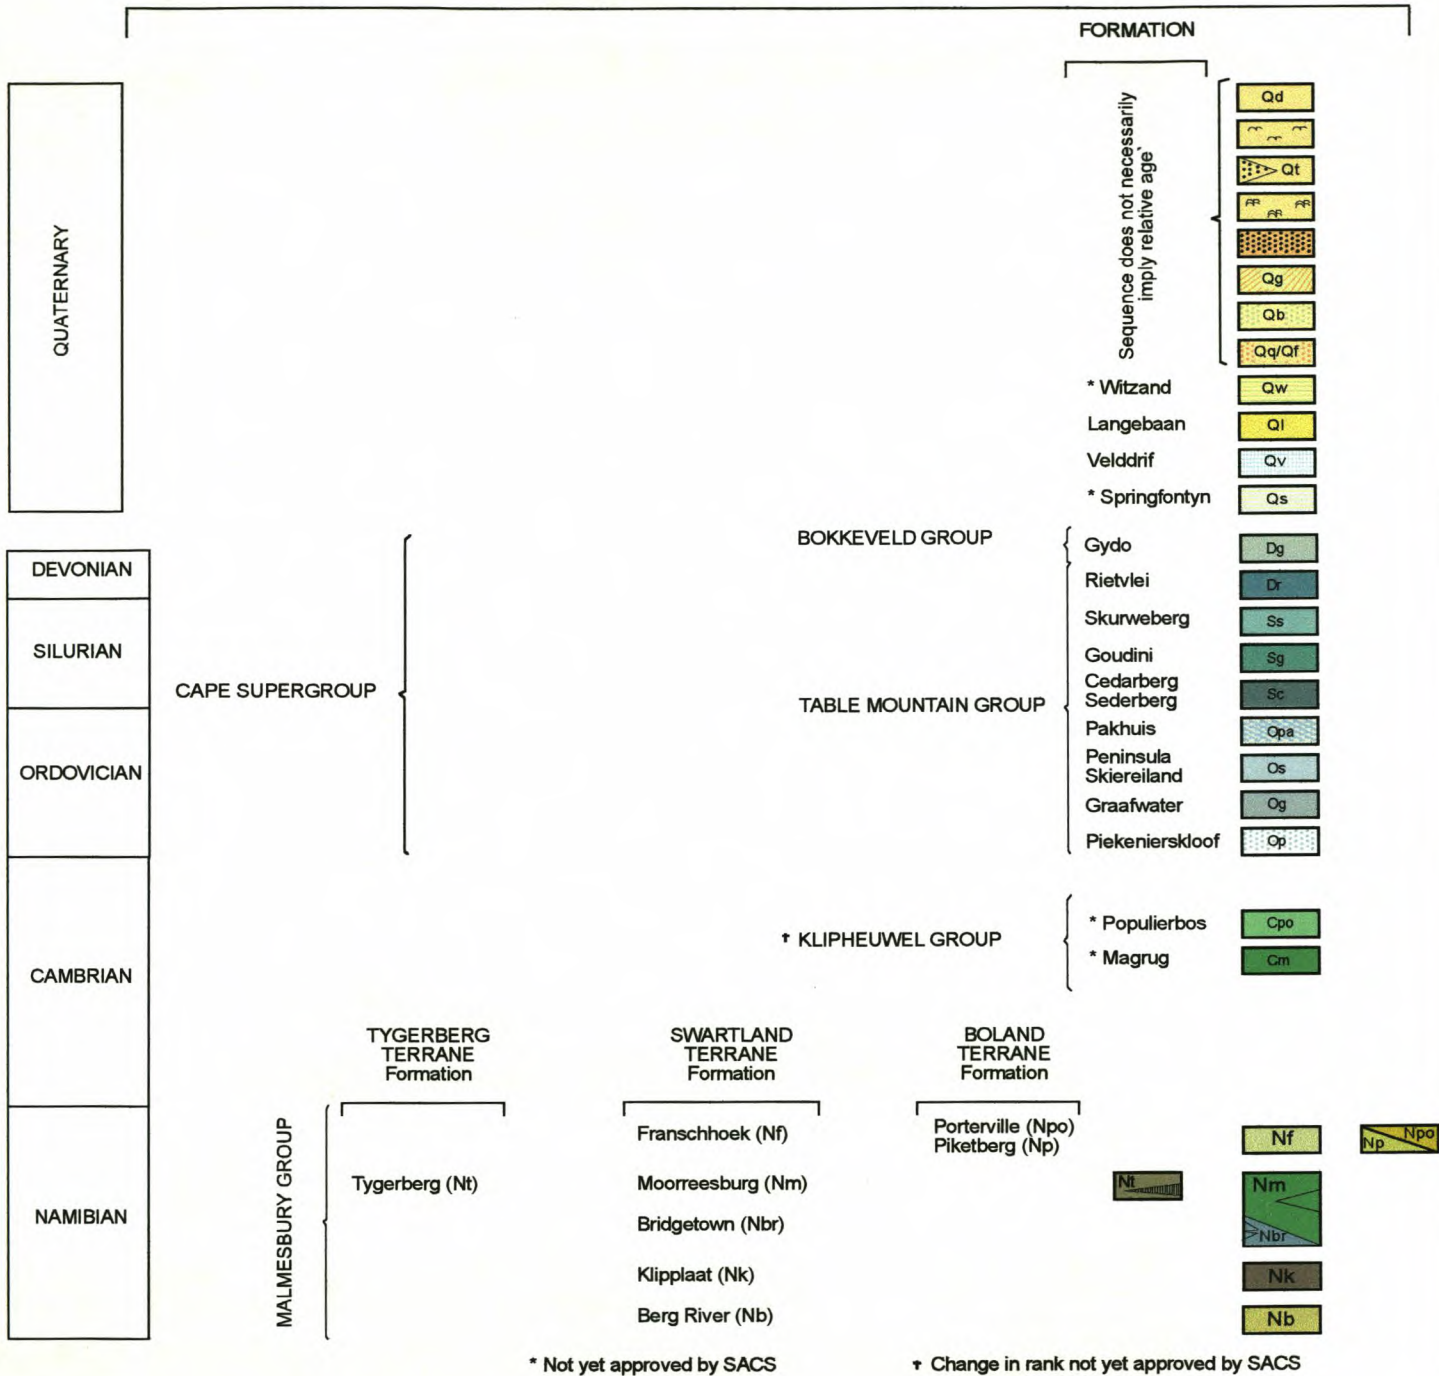 FORMATION
QUATERNARY
Sequence does not necessarily
imply relative age`
Qd
Qt
Qg
Qb
Qq/Qf
* Witzand
Qw
Langebaan
Ql
Velddrif
Qv
* Springfontyn
Qs
DEVONIAN
SILURIAN
ORDOVICIAN
CAMBRIAN
NAMIBIAN
CAPE SUPERGROUP
BOKKEVELD GROUP
Gydo
Dg
TABLE MOUNTAIN GROUP
Rietvlei
Dr
Skurweberg
Ss
Goudini
Sg
Cedarberg
Sederberg
Sc
Pakhuis
Opa
Peninsula
Skiereiland
Os
Graafwater
Og
Piekenierskloof
Op
† KLIPHEUWEL GROUP
* Populierbos
Cpo
* Magrug
Cm
TYGERBERG
TERRANE
Formation
SWARTLAND
TERRANE
Formation
BOLAND
TERRANE
Formation
MALMESBURY GROUP
Franschhoek (Nf)
Porterville (Npo)
Piketberg (Np)
Nf
Np
Npo
Tygerberg (Nt)
Moorreesburg (Nm)
Nt
Nm
Bridgetown (Nbr)
Nbr
Klipplaat (Nk)
Nk
Berg River (Nb)
Nb
* Not yet approved by SACS
† Change in rank not yet approved by SACS